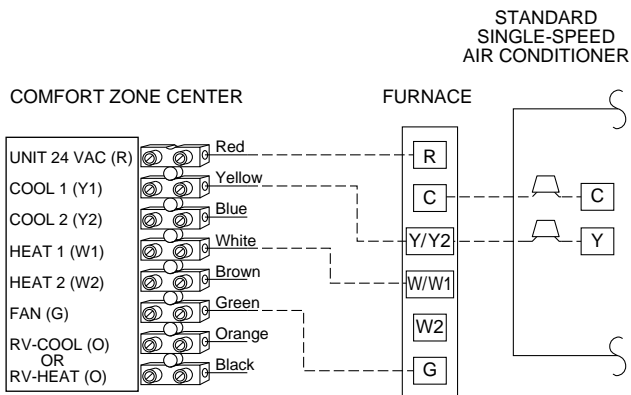 STANDARD
SINGLE-SPEED
AIR CONDITIONER
COMFORT ZONE CENTER
FURNACE
UNIT 24 VAC (R)
Red
R
COOL 1 (Y1)
Yellow
C
C
COOL 2 (Y2)
Blue
Y/Y2
Y
HEAT 1 (W1)
White
W/W1
HEAT 2 (W2)
Brown
W2
FAN (G)
Green
G
RV-COOL (O)
Orange
OR
RV-HEAT (O)
Black